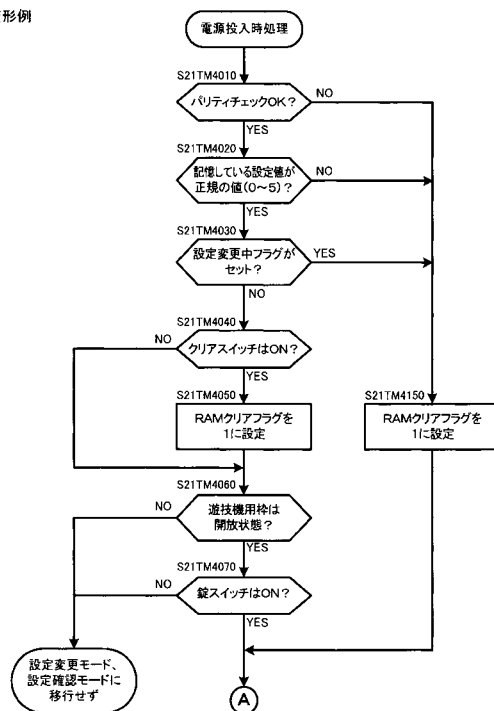 形例
電源投入時処理
S21TM4010
パリティチェックOK?
NO
YES
S21TM4020
記憶している設定値が
正規の値(0~5)?
NO
YES
S21TM4030
設定変更中フラグが
セット?
YES
NO
S21TM4040
NO
クリアスイッチはON?
YES
S21TM4050
RAMクリアフラグを
1に設定
S21TM4150
RAMクリアフラグを
1に設定
S21TM4060
NO
遊技機用枠は
開放状態?
YES
S21TM4070
NO
錠スイッチはON?
YES
設定変更モード、
設定確認モードに
移行せず
A